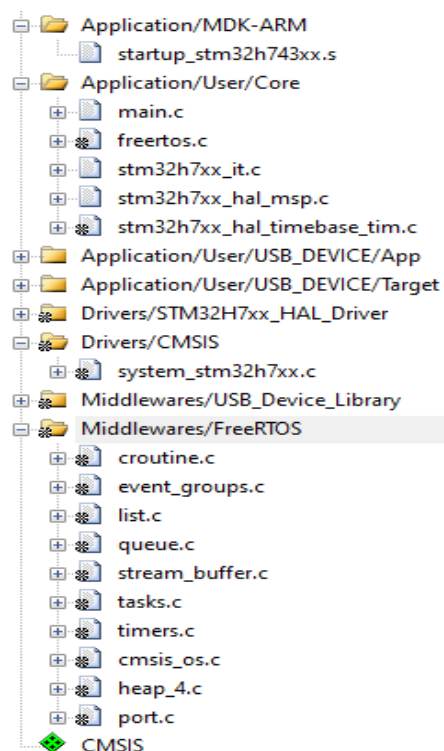 Application/MDK-ARM
startup_stm32h743xx.s
Application/User/Core
main.c
freertos.c
stm32h7xx_it.c
stm32h7xx_hal_msp.c
stm32h7xx_hal_timebase_tim.c
Application/User/USB_DEVICE/App
Application/User/USB_DEVICE/Target
Drivers/STM32H7xx_HAL_Driver
Drivers/CMSIS
system_stm32h7xx.c
Middlewares/USB_Device_Library
Middlewares/FreeRTOS
croutine.c
event_groups.c
list.c
queue.c
stream_buffer.c
tasks.c
timers.c
cmsis_os.c
heap_4.c
port.c
CMSIS